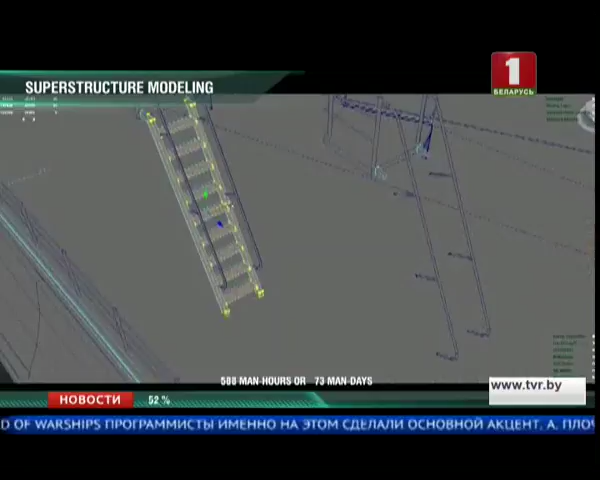 SUPERSTRUCTURE MODELING
1
БЕЛАРУСЬ
588 MAN-HOURS OR 73 MAN-DAYS
www.tvr.by
НОВОСТИ
52 %
D OF WARSHIPS ПРОГРАММИСТЫ ИМЕННО НА ЭТОМ СДЕЛАЛИ ОСНОВНОЙ АКЦЕНТ. А. ПЛОЧ